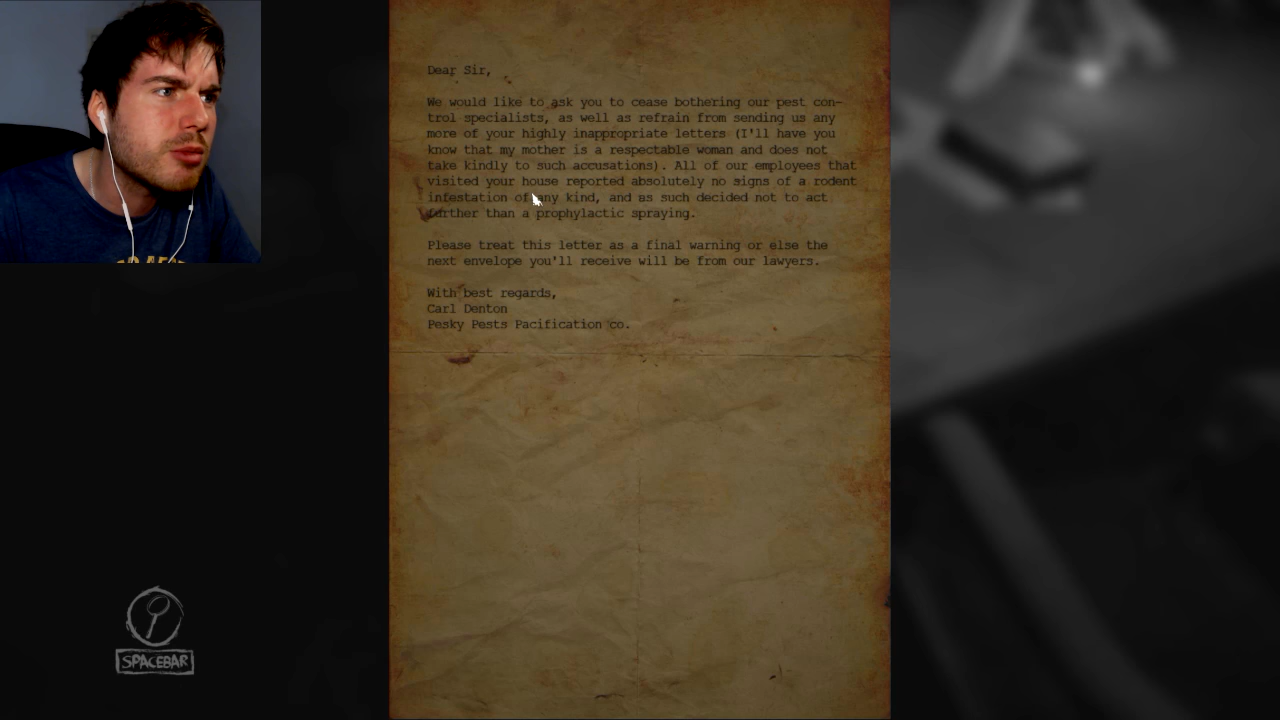 Dear Sir,
We would like to ask you to cease bothering our pest con-
trol specialists, as well as refrain from sending us any
more of your highly inappropriate letters (I'll have you
know that my mother is a respectable woman and does not
take kindly to such accusations). All of our employees that
visited your house reported absolutely no signs of a rodent
infestation of any kind, and as such decided not to act
further than a prophylactic spraying.
Please treat this letter as a final warning or else the
next envelope you'll receive will be from our lawyers.
With best regards,
Carl Denton
Pesky Pests Pacification co.
SPACEBAR